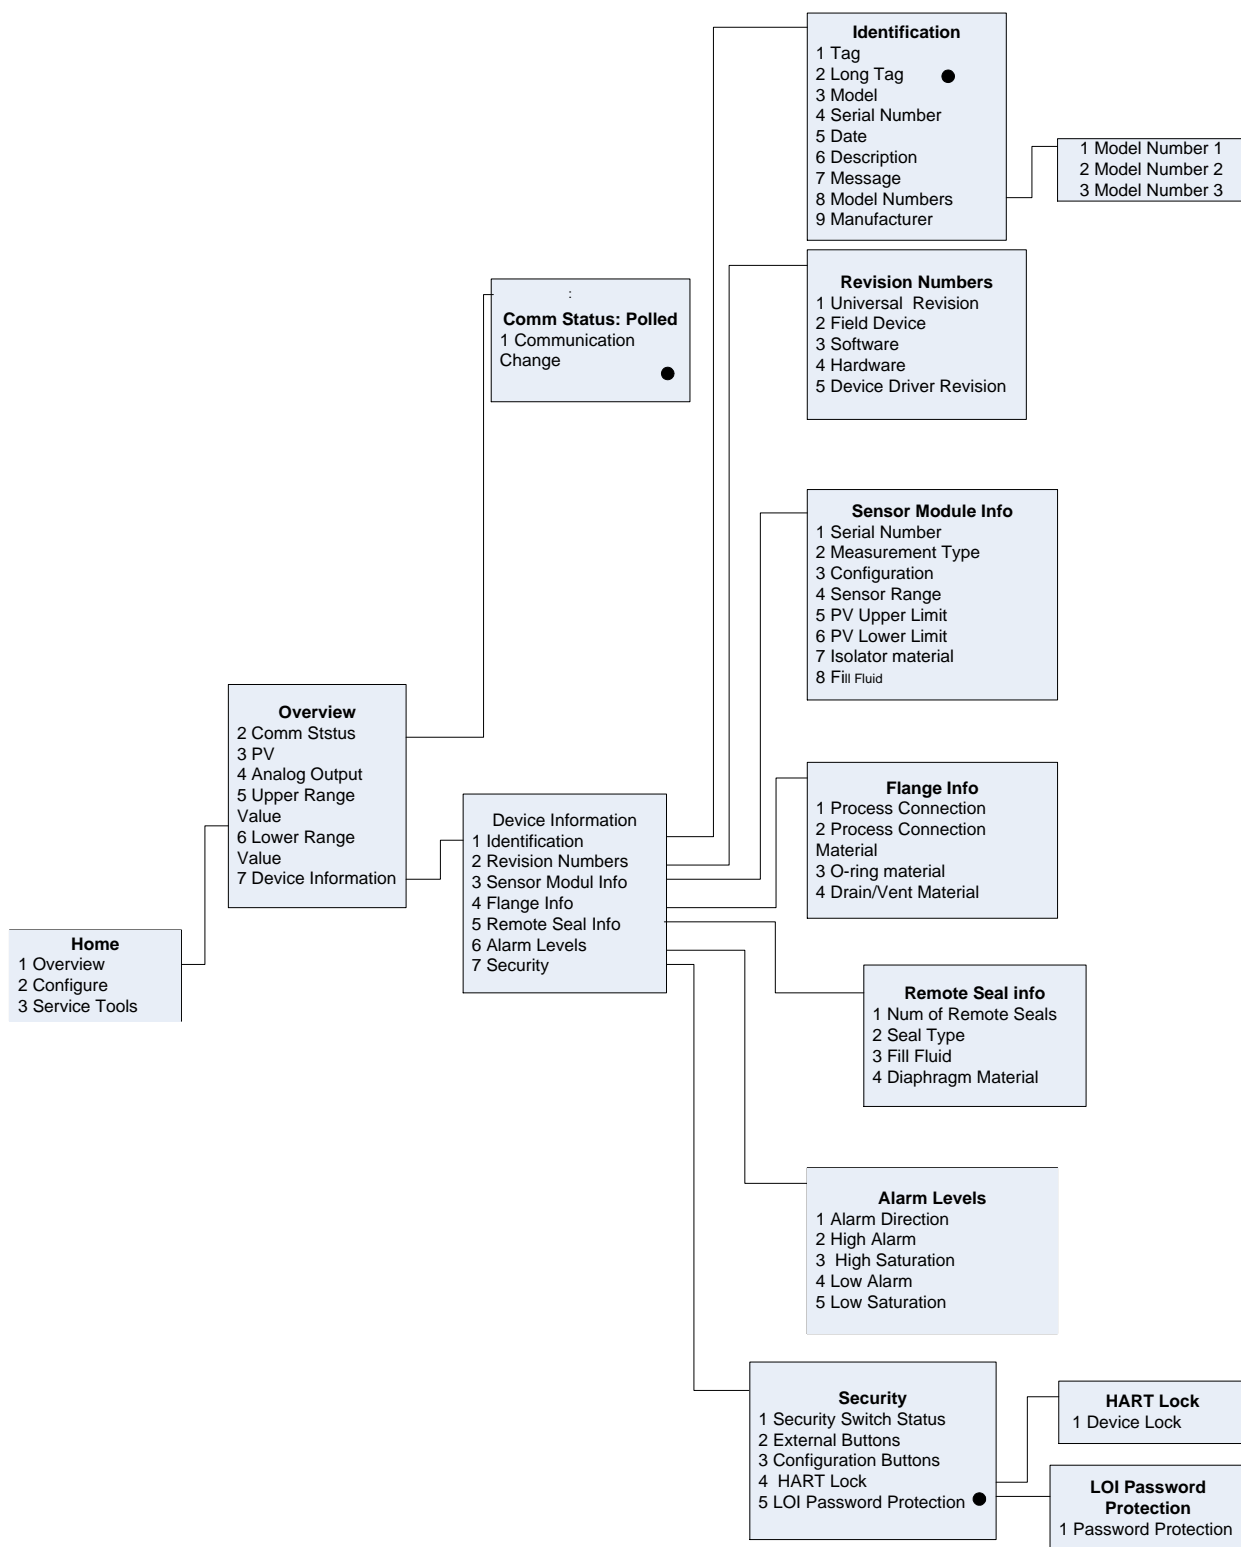 Identification
1 Tag
2 Long Tag
3 Model
4 Serial Number
5 Date
6 Description
7 Message
8 Model Numbers
9 Manufacturer
1 Model Number 1
2 Model Number 2
3 Model Number 3
Revision Numbers
1 Universal Revision
2 Field Device
3 Software
4 Hardware
5 Device Driver Revision
:
Comm Status: Polled
1 Communication
Change
Sensor Module Info
1 Serial Number
2 Measurement Type
3 Configuration
4 Sensor Range
5 PV Upper Limit
6 PV Lower Limit
7 Isolator material
8 Fill Fluid
Overview
2 Comm Ststus
3 PV
4 Analog Output
5 Upper Range
Value
6 Lower Range
Value
7 Device Information
Device Information
1 Identification
2 Revision Numbers
3 Sensor Modul Info
4 Flange Info
5 Remote Seal Info
6 Alarm Levels
7 Security
Flange Info
1 Process Connection
2 Process Connection
Material
3 O-ring material
4 Drain/Vent Material
Home
1 Overview
2 Configure
3 Service Tools
Remote Seal info
1 Num of Remote Seals
2 Seal Type
3 Fill Fluid
4 Diaphragm Material
Alarm Levels
1 Alarm Direction
2 High Alarm
3 High Saturation
4 Low Alarm
5 Low Saturation
Security
1 Security Switch Status
2 External Buttons
3 Configuration Buttons
4 HART Lock
5 LOI Password Protection
HART Lock
1 Device Lock
LOI Password
Protection
1 Password Protection